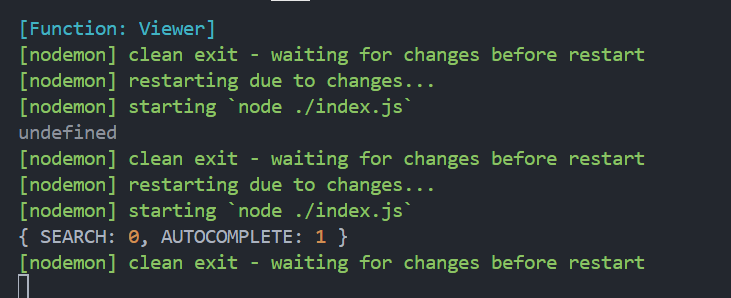 [Function: Viewer]
[nodemon] clean exit - waiting for changes before restart
[nodemon] restarting due to changes...
[nodemon] starting `node ./index.js`
undefined
[nodemon] clean exit - waiting for changes before restart
[nodemon] restarting due to changes...
[nodemon] starting `node ./index.js`
{ SEARCH: 0, AUTOCOMPLETE: 1 }
[nodemon] clean exit - waiting for changes before restart